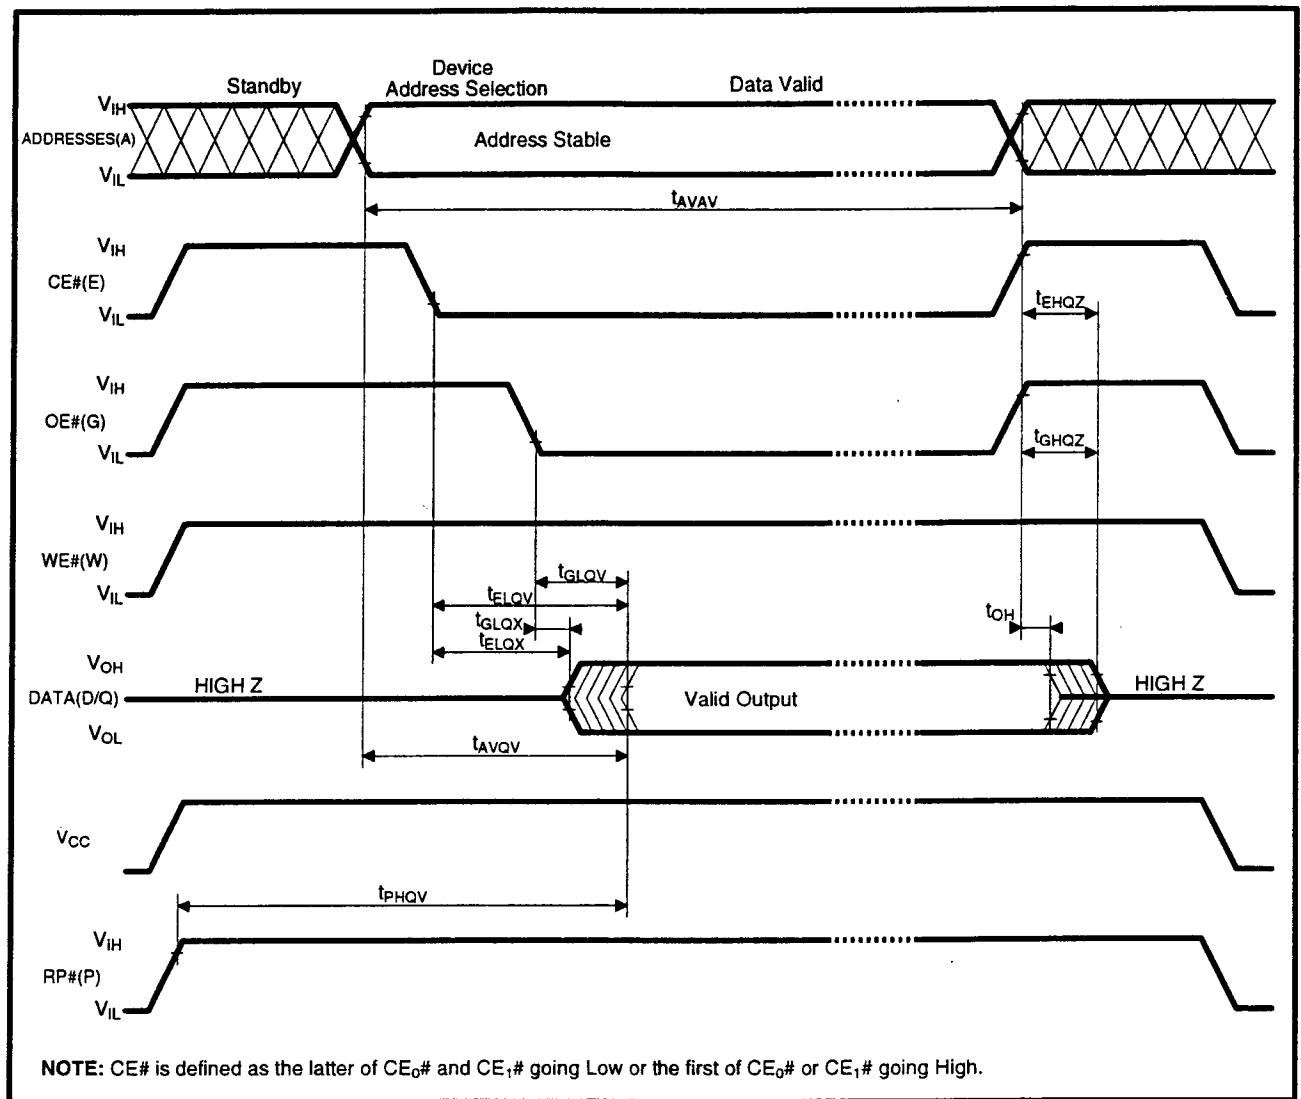 Standby
Device
Address Selection
Data Valid
VIH
ADDRESSES(A)
Address Stable
VIL
tAVAV
VIH
CE#(E)
VIL
tEHQZ
VIH
OE#(G)
VIL
tGHQZ
VIH
WE#(W)
VIL
tGLQV
tELQV
tGLQX
tELQX
tOH
VOH
DATA(D/Q)
HIGH Z
Valid Output
HIGH Z
VOL
tAVQV
VCC
tPHQV
VIH
RP#(P)
VIL
NOTE: CE# is defined as the latter of CE0# and CE1# going Low or the first of CE0# or CE1# going High.